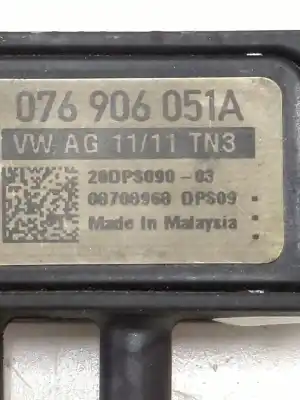 076 906 051A
VW AG 11/11 TN3
28DPS090-03
08708968 DPS09
Made In Malaysia